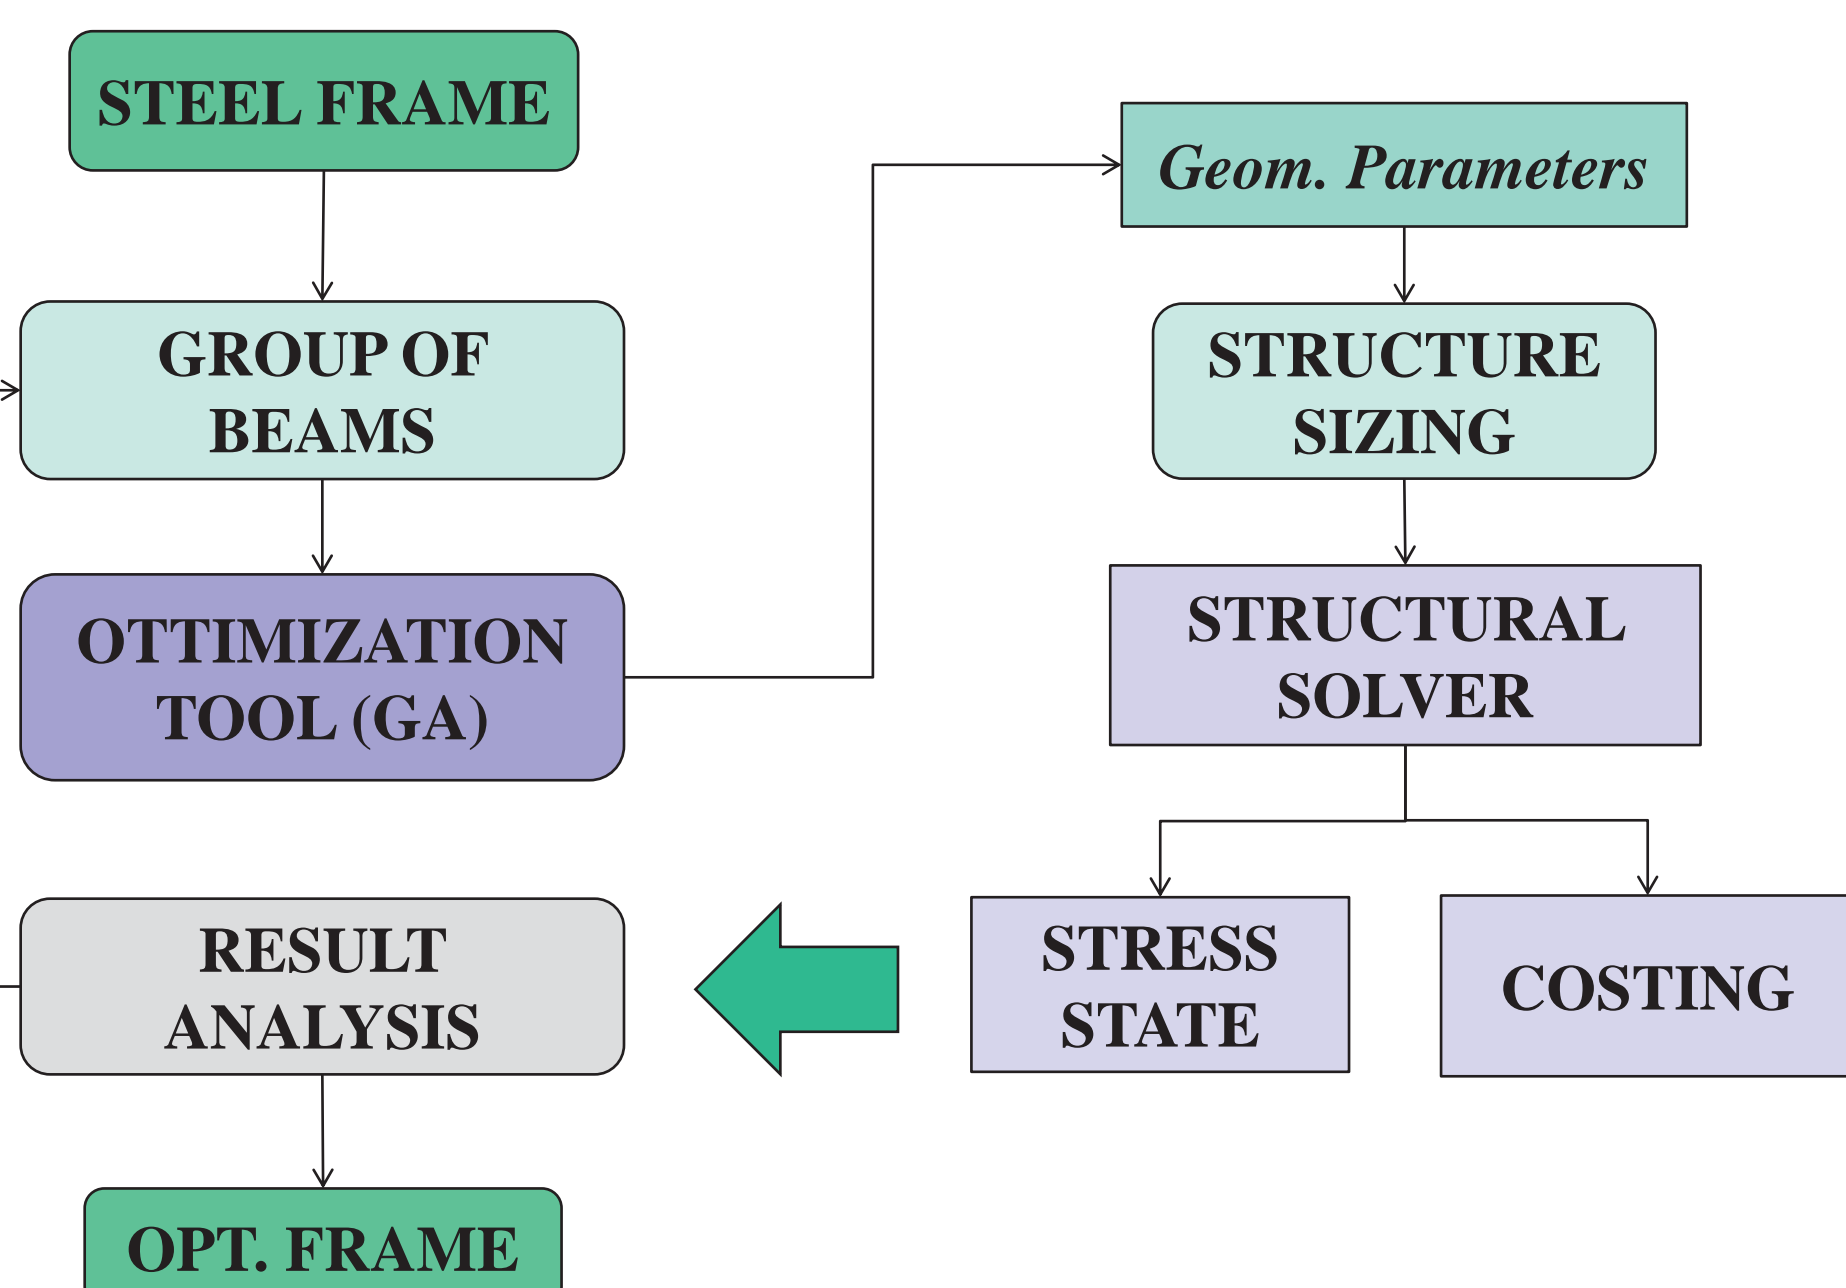 STEEL FRAME
GROUP OF
BEAMS
OTTIMIZATION
TOOL (GA)
Geom. Parameters
STRUCTURE
SIZING
STRUCTURAL
SOLVER
STRESS
STATE
COSTING
RESULT
ANALYSIS
OPT. FRAME